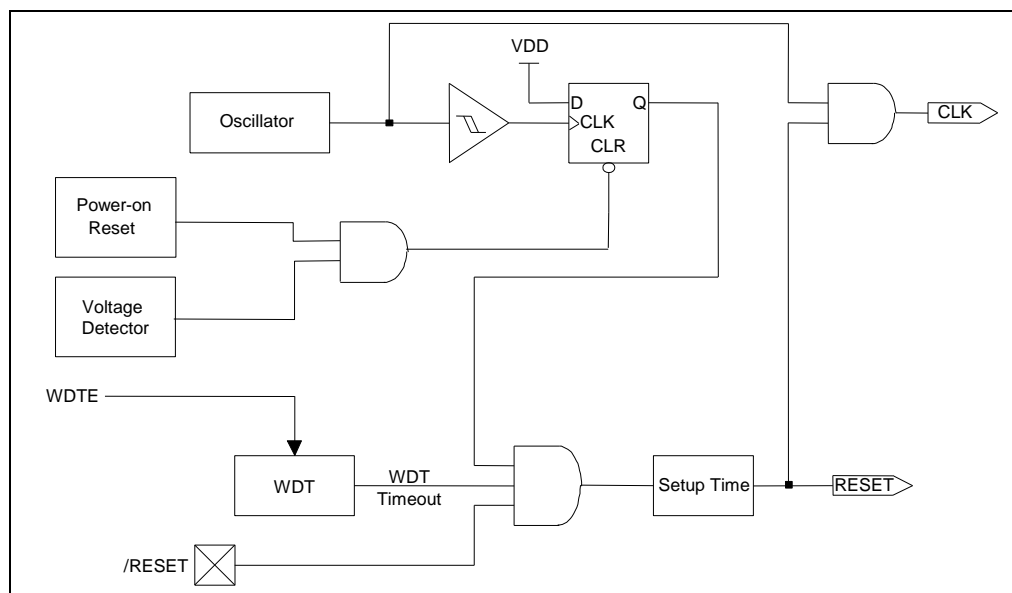 VDD
Oscillator
D
Q
CLK
CLR
CLK
Power-on
Reset
Voltage
Detector
WDTE
WDT
WDT
Timeout
Setup Time
RESET
/RESET